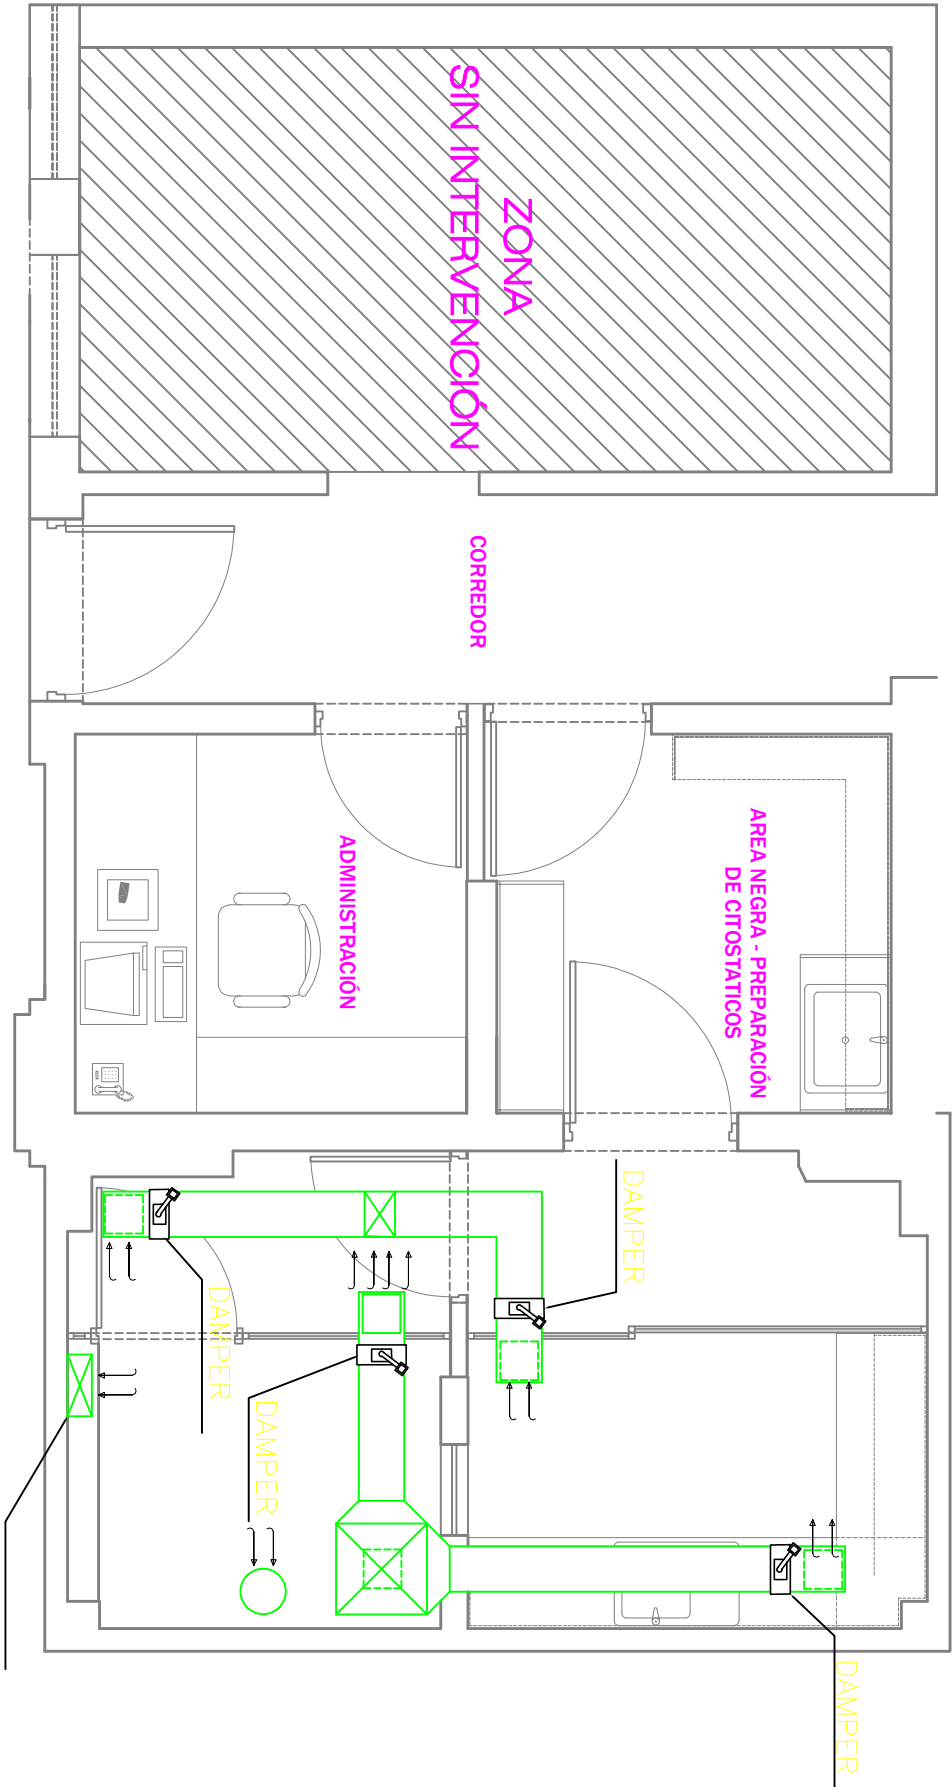 ZONA
SIN INTERVENCIÓN
CORREDOR
AREA NEGRA - PREPARACIÓN
DE CITOSTATICOS
ADMINISTRACIÓN
DAMPER
DAMPER
DAMPER
DAMPER